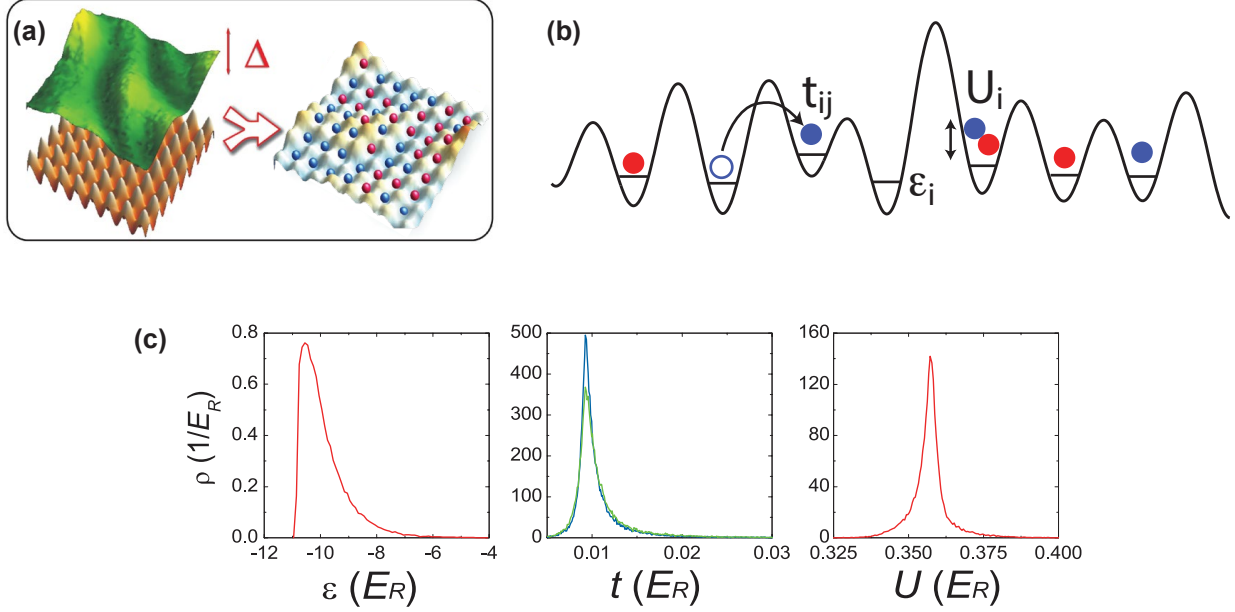 (a)
Δ
(b)
t_ij
U_i
ε_i
(c)
ρ (1/E_R)
0.8
0.6
0.4
0.2
0.0
-12
-10
-8
-6
-4
ε (E_R)
500
400
300
200
100
0
0.01
0.02
0.03
t (E_R)
160
120
80
40
0
0.325
0.350
0.375
0.400
U (E_R)